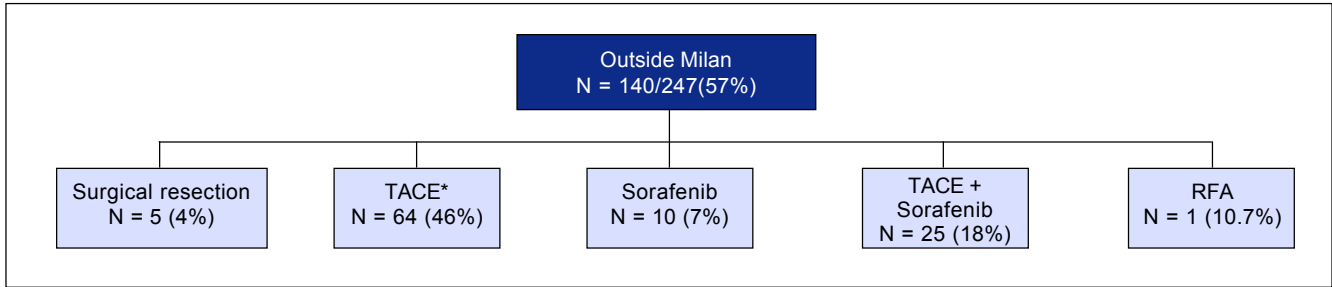 Outside Milan
N = 140/247(57%)
Surgical resection
N = 5 (4%)
TACE*
N = 64 (46%)
Sorafenib
N = 10 (7%)
TACE +
Sorafenib
N = 25 (18%)
RFA
N = 1 (10.7%)